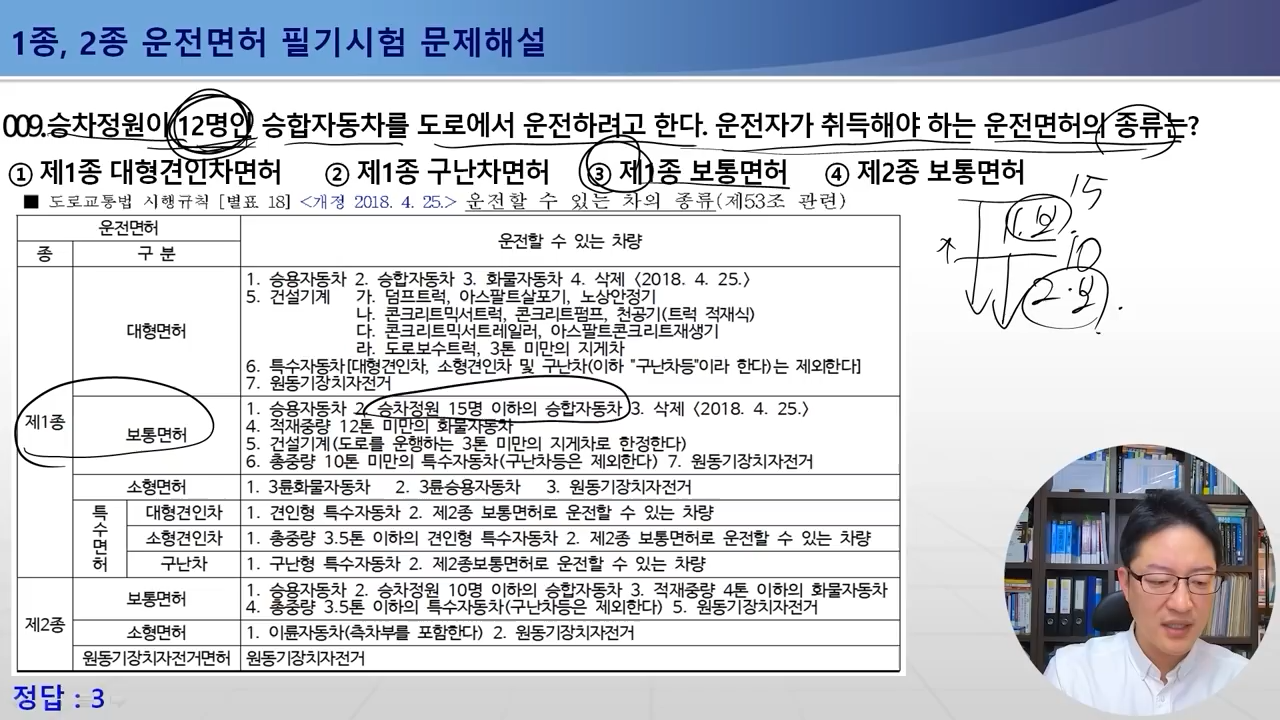 1종, 2종 운전면허 필기시험 문제해설
009.승차정원이 12명인 승합자동차를 도로에서 운전하려고 한다. 운전자가 취득해야 하는 운전면허의 종류는?
① 제1종 대형견인차면허 ② 제1종 구난차면허 ③ 제1종 보통면허 ④ 제2종 보통면허
■ 도로교통법 시행규칙 [별표 18] <개정 2018. 4. 25.> 운전할 수 있는 차의 종류(제53조 관련)
15
1.보.
10
2.보.
운전면허
운전할 수 있는 차량
종
구 분
제1종
대형면허
1. 승용자동차 2. 승합자동차 3. 화물자동차 4. 삭제 <2018. 4. 25.>
5. 건설기계 가. 덤프트럭, 아스팔트살포기, 노상안정기
나. 콘크리트믹서트럭, 콘크리트펌프, 천공기(트럭 적재식)
다. 콘크리트믹서트레일러, 아스팔트콘크리트재생기
라. 도로보수트럭, 3톤 미만의 지게차
6. 특수자동차[대형견인차, 소형견인차 및 구난차(이하 "구난차등"이라 한다)는 제외한다]
7. 원동기장치자전거
보통면허
1. 승용자동차 2. 승차정원 15명 이하의 승합자동차 3. 삭제 <2018. 4. 25.>
4. 적재중량 12톤 미만의 화물자동차
5. 건설기계(도로를 운행하는 3톤 미만의 지게차로 한정한다)
6. 총중량 10톤 미만의 특수자동차(구난차등은 제외한다) 7. 원동기장치자전거
소형면허
1. 3륜화물자동차 2. 3륜승용자동차 3. 원동기장치자전거
특수면허
대형견인차
1. 견인형 특수자동차 2. 제2종 보통면허로 운전할 수 있는 차량
소형견인차
1. 총중량 3.5톤 이하의 견인형 특수자동차 2. 제2종 보통면허로 운전할 수 있는 차량
구난차
1. 구난형 특수자동차 2. 제2종보통면허로 운전할 수 있는 차량
제2종
보통면허
1. 승용자동차 2. 승차정원 10명 이하의 승합자동차 3. 적재중량 4톤 이하의 화물자동차
4. 총중량 3.5톤 이하의 특수자동차(구난차등은 제외한다) 5. 원동기장치자전거
소형면허
1. 이륜자동차(측차부를 포함한다) 2. 원동기장치자전거
원동기장치자전거면허
원동기장치자전거
정답 : 3